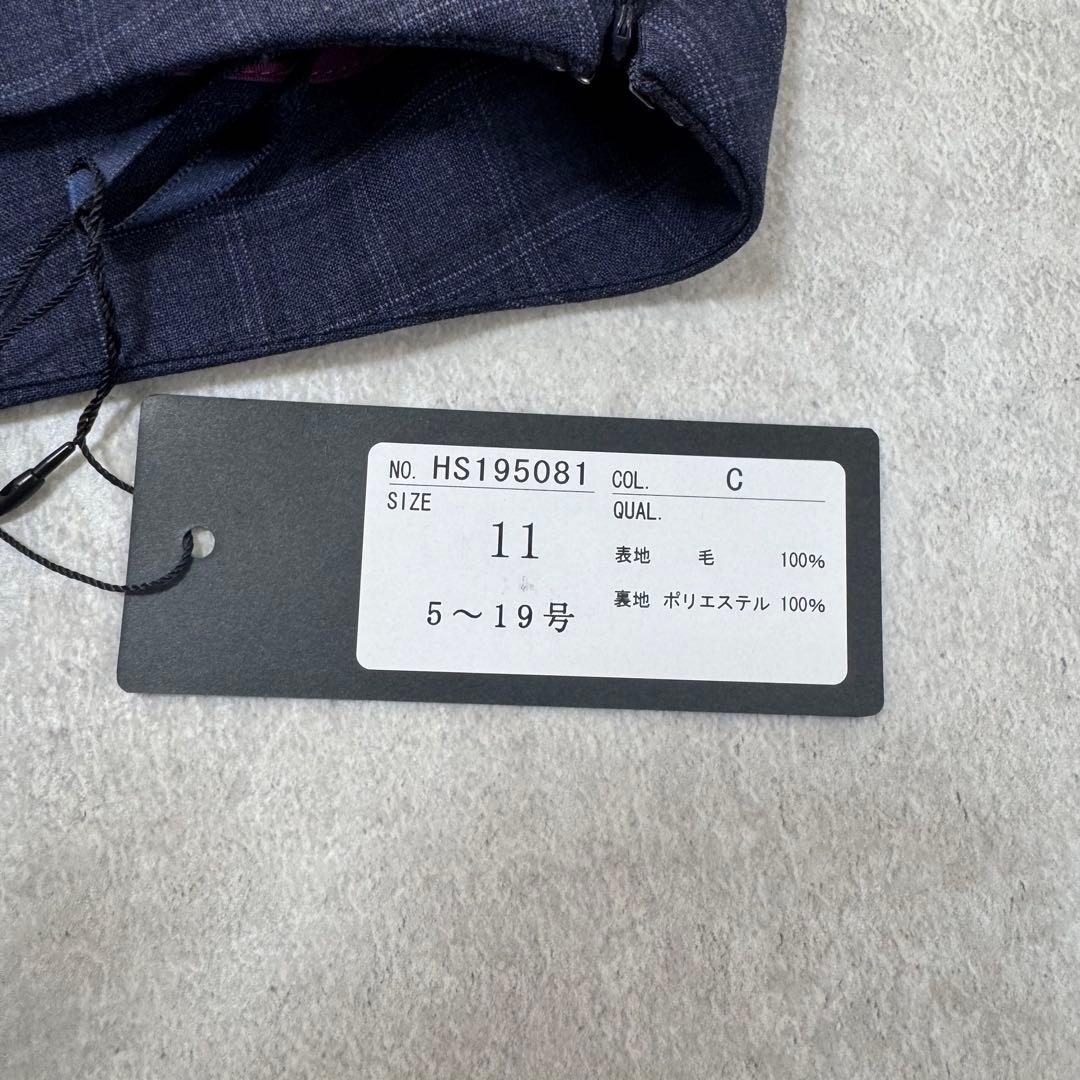 NO. HS195081
SIZE
11
5〜19号
COL. C
QUAL.
表地 毛 100%
裏地 ポリエステル 100%